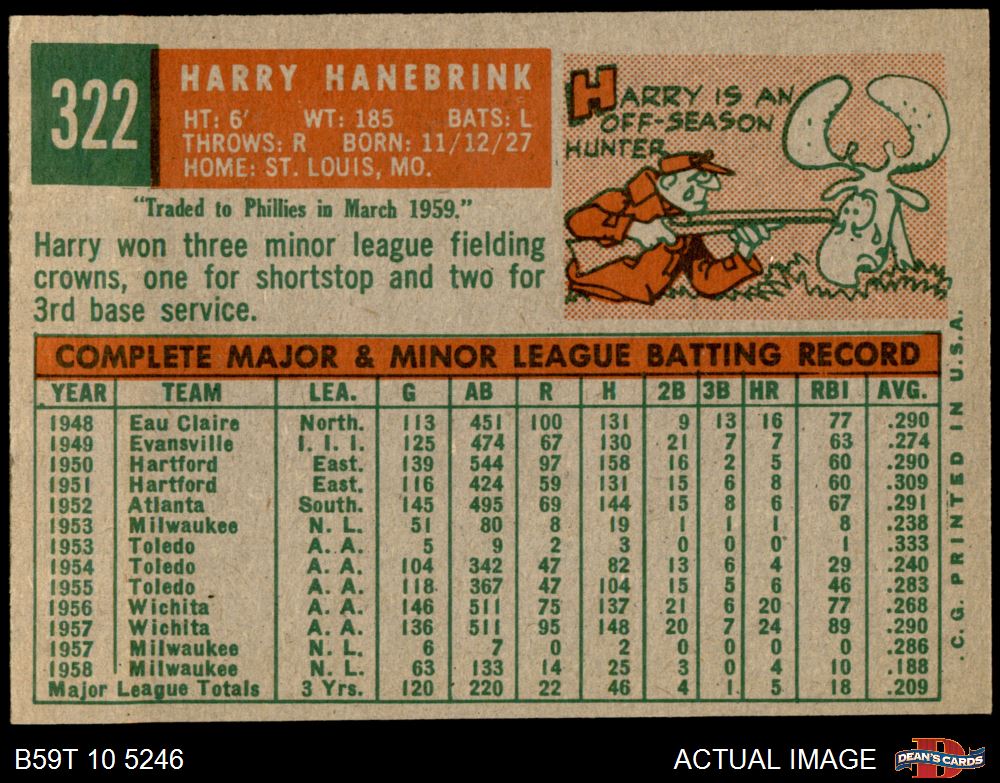 322
HARRY HANEBRINK
HT: 6' WT: 185 BATS: L
THROWS: R BORN: 11/12/27
HOME: ST. LOUIS, MO.
HARRY IS AN
OFF-SEASON
HUNTER
"Traded to Phillies in March 1959."
Harry won three minor league fielding
crowns, one for shortstop and two for
3rd base service.
COMPLETE MAJOR & MINOR LEAGUE BATTING RECORD
YEAR TEAM LEA. G AB R H 2B 3B HR RBI AVG.
1948 Eau Claire North. 113 451 100 131 9 13 16 77 .290
1949 Evansville I. I. I. 125 474 67 130 21 7 7 63 .274
1950 Hartford East. 139 544 97 158 16 2 5 60 .290
1951 Hartford East. 116 424 59 131 15 6 8 60 .309
1952 Atlanta South. 145 495 69 144 15 8 6 67 .291
1953 Milwaukee N. L. 51 80 8 19 1 1 1 8 .238
1953 Toledo A. A. 5 9 2 3 0 0 0 1 .333
1954 Toledo A. A. 104 342 47 82 13 6 4 29 .240
1955 Toledo A. A. 118 367 47 104 15 5 6 46 .283
1956 Wichita A. A. 146 511 75 137 21 6 20 77 .268
1957 Wichita A. A. 136 511 95 148 20 7 24 89 .290
1957 Milwaukee N. L. 6 7 0 2 0 0 0 0 .286
1958 Milwaukee N. L. 63 133 14 25 3 0 4 10 .188
Major League Totals 3 Yrs. 120 220 22 46 4 1 5 18 .209
. C. G. PRINTED IN U.S.A.
B59T 10 5246
ACTUAL IMAGE
D
DEAN'S CARDS